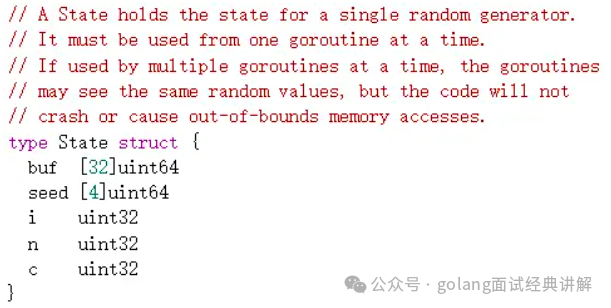 // A State holds the state for a single random generator.
// It must be used from one goroutine at a time.
// If used by multiple goroutines at a time, the goroutines
// may see the same random values, but the code will not
// crash or cause out-of-bounds memory accesses.
type State struct {
  buf  [32]uint64
  seed [4]uint64
  i    uint32
  n    uint32
  c    uint32
}
公众号 · golang面试经典讲解